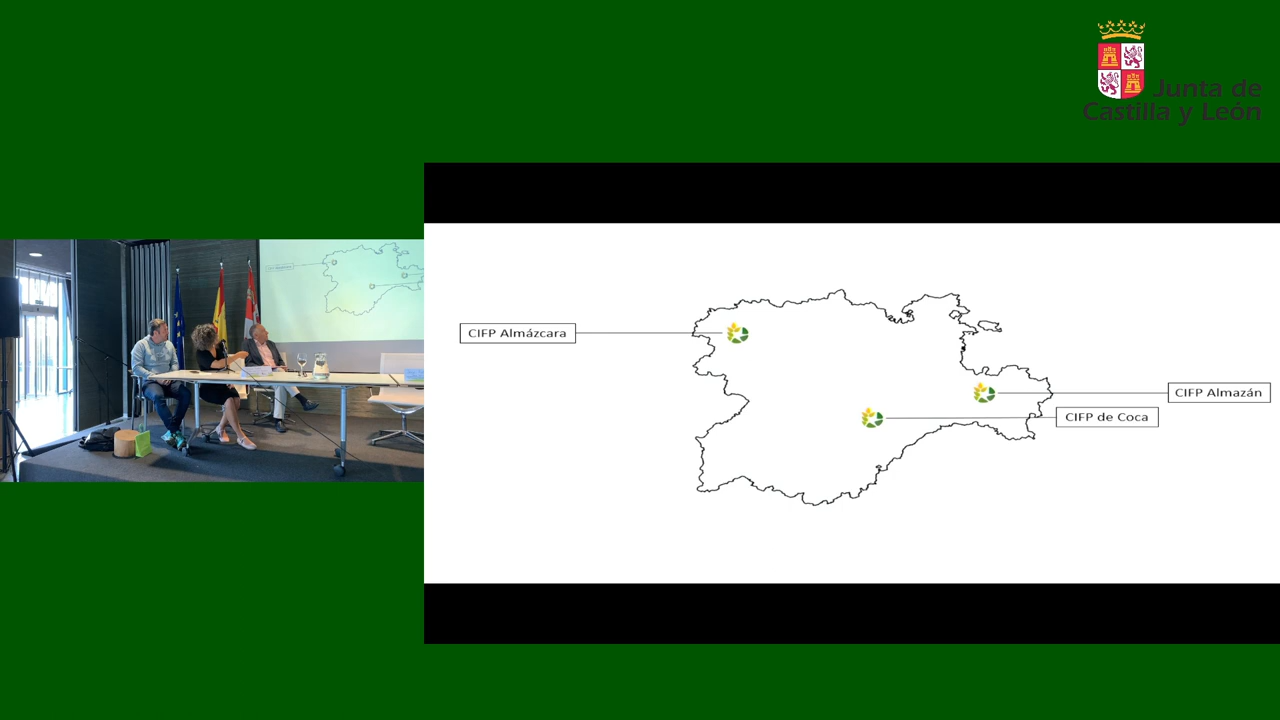 Junta de
Castilla y León
CIFP Almázcara
CIFP Almazán
CIFP de Coca